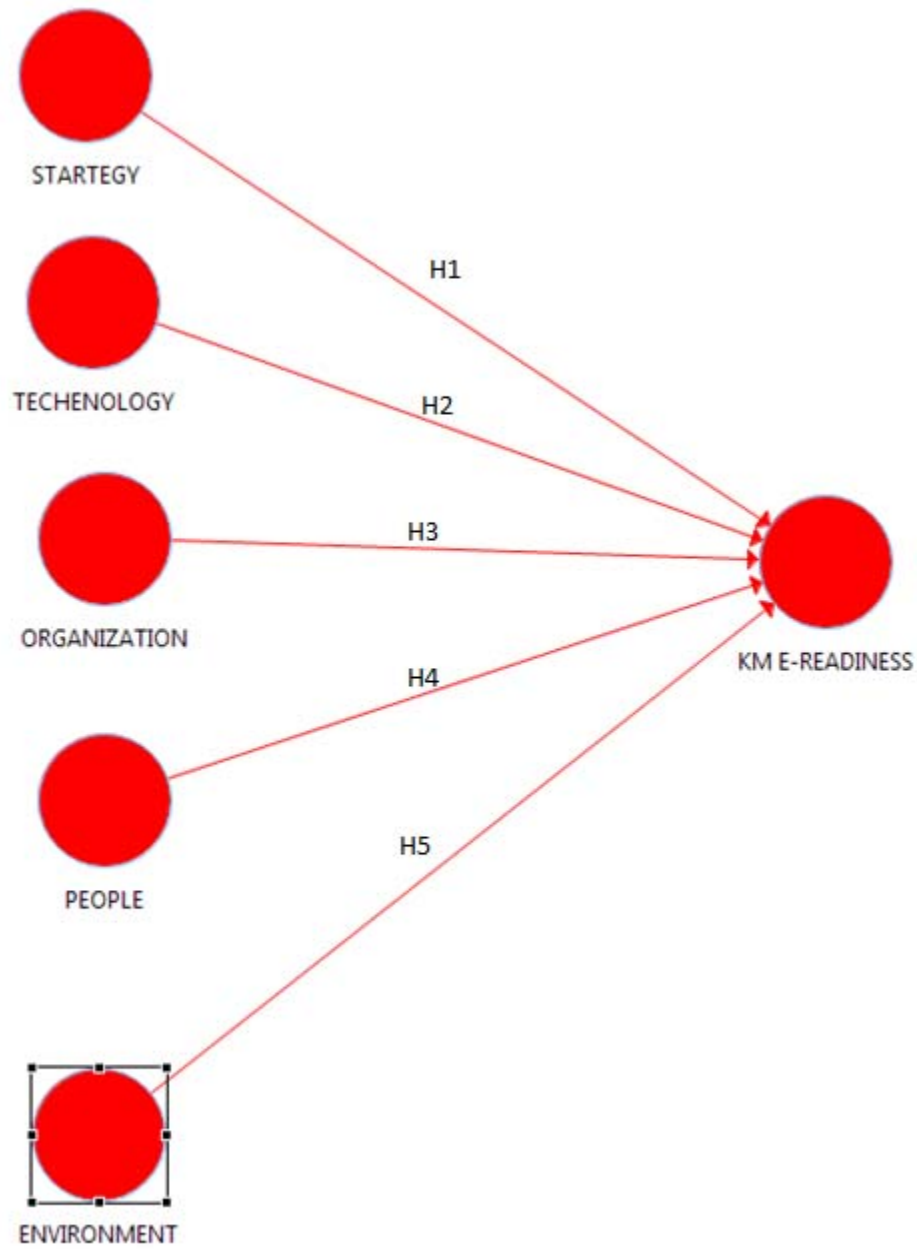 STARTEGY
H1
TECHENOLOGY
H2
H3
ORGANIZATION
KM E-READINESS
H4
H5
PEOPLE
ENVIRONMENT